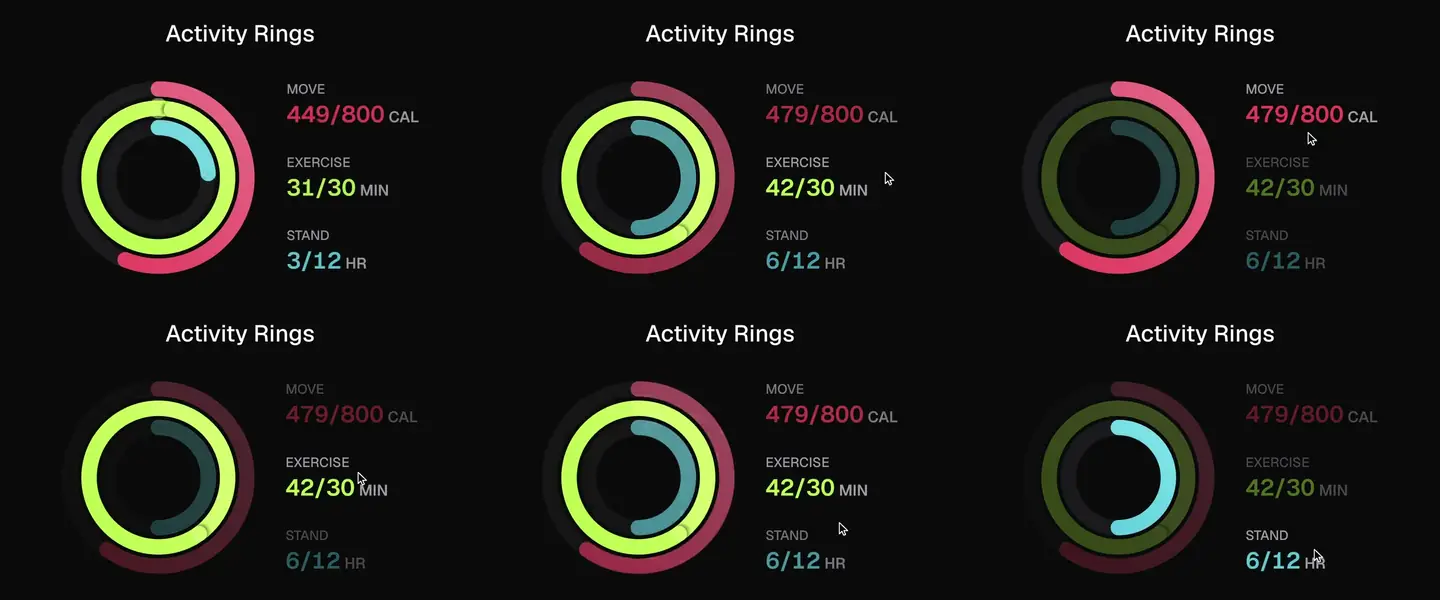 Activity Rings
MOVE
449/800 CAL
EXERCISE
31/30 MIN
STAND
3/12 HR
Activity Rings
MOVE
479/800 CAL
EXERCISE
42/30 MIN
STAND
6/12 HR
Activity Rings
MOVE
479/800 CAL
EXERCISE
42/30 MIN
STAND
6/12 HR
Activity Rings
MOVE
479/800 CAL
EXERCISE
42/30 MIN
STAND
6/12 HR
Activity Rings
MOVE
479/800 CAL
EXERCISE
42/30 MIN
STAND
6/12 HR
Activity Rings
MOVE
479/800 CAL
EXERCISE
42/30 MIN
STAND
6/12 HR